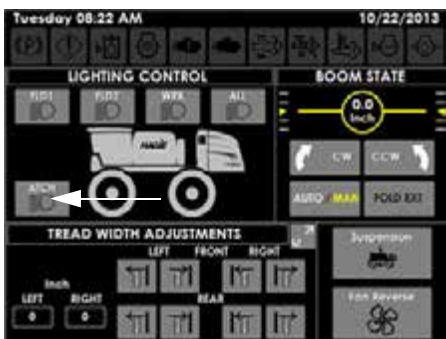 Tuesday 08:22 AM 10/22/2013
(P)
LIGHTING CONTROL
FLD1 FLD2 WRK ALL
HAGIE
ATCH
BOOM STATE
0.0
Inch
CW CCW
AUTO MAN FOLD EXT
TREAD WIDTH ADJUSTMENTS
LEFT FRONT RIGHT
Inch
LEFT RIGHT
0 0
REAR
Suspension
Fan Reverse